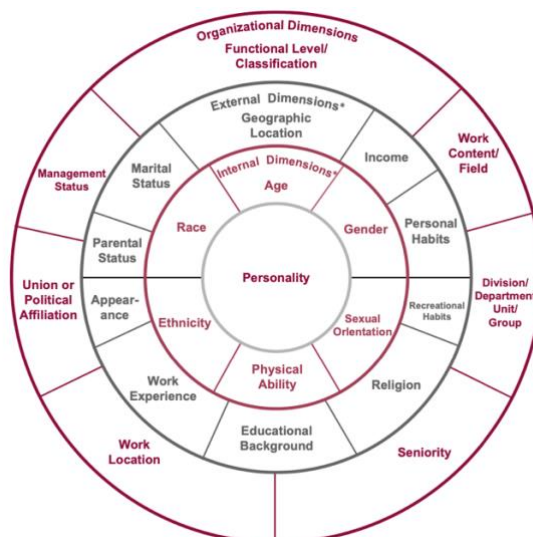 Organizational Dimensions
Functional Level/
Classification
Work
Content/
Field
Division/
Department
Unit/
Group
Seniority
Work
Location
Union or
Political
Affiliation
Management
Status
External Dimensions*
Geographic
Location
Income
Personal
Habits
Recreational
Habits
Religion
Educational
Background
Work
Experience
Appear-
ance
Parental
Status
Marital
Status
Internal Dimensions*
Age
Gender
Sexual
Orientation
Physical
Ability
Ethnicity
Race
Personality